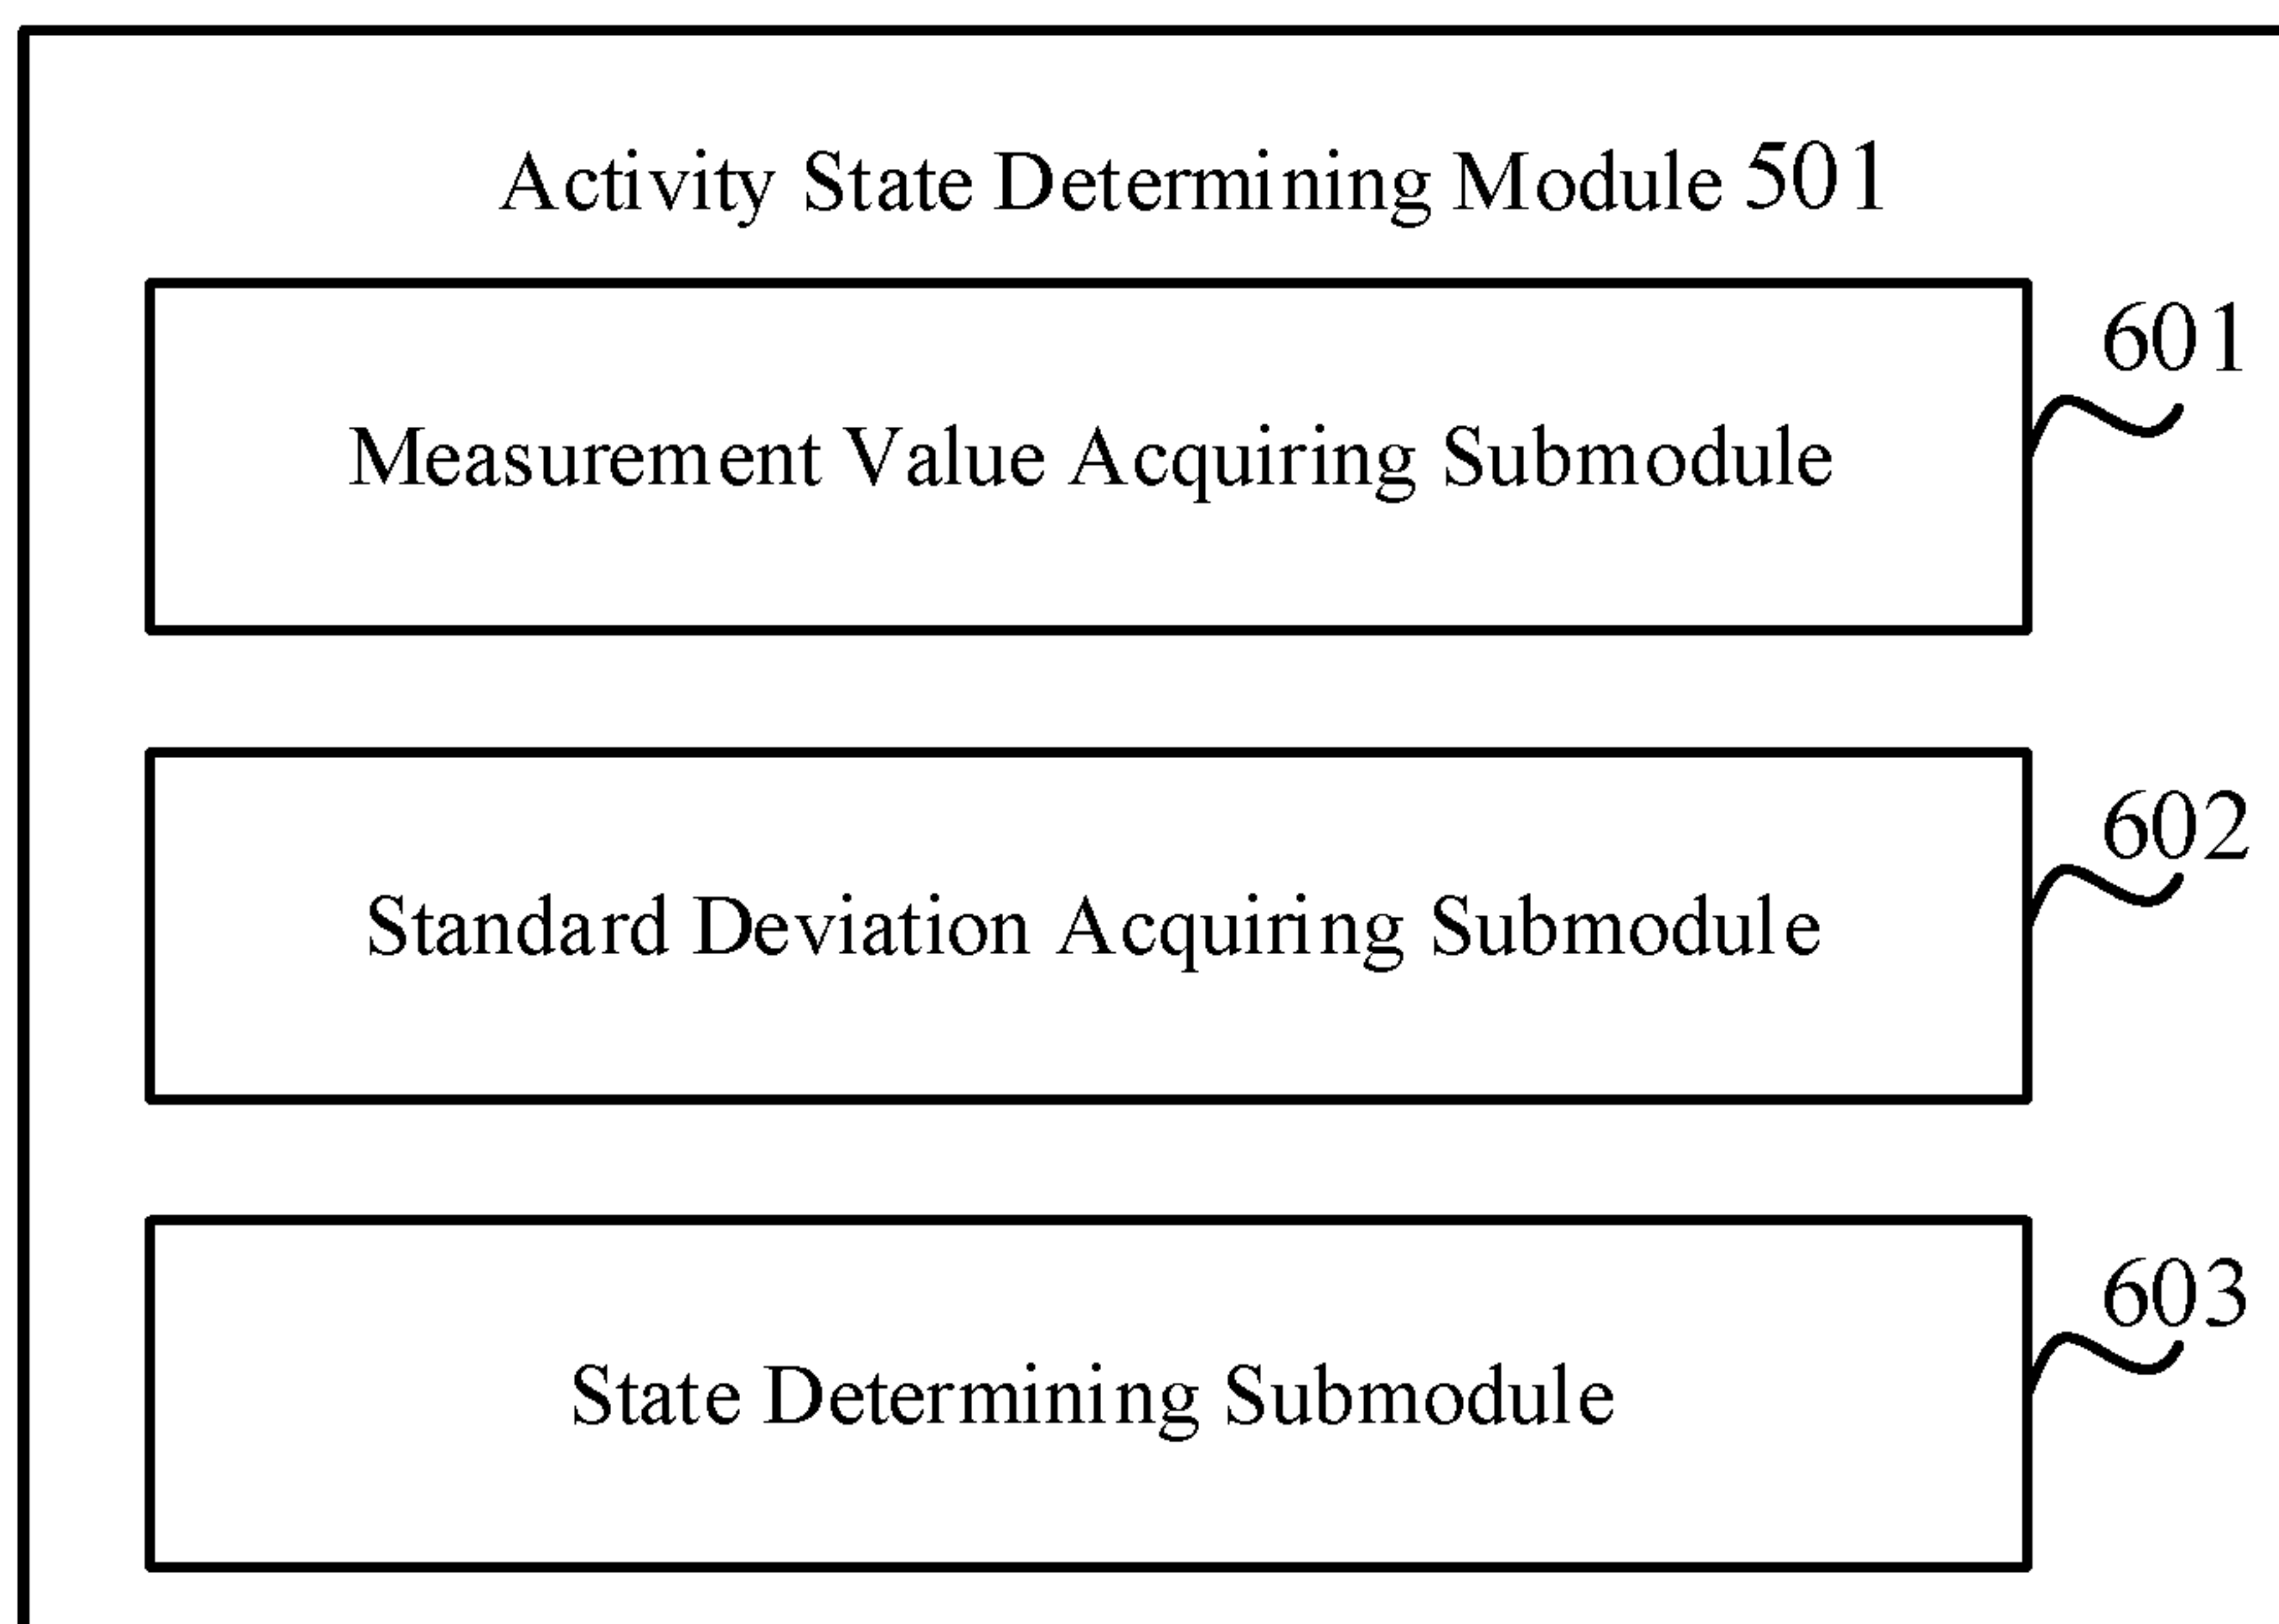 Activity State Determining Module 501
601
Measurement Value Acquiring Submodule
602
Standard Deviation Acquiring Submodule
603
State Determining Submodule